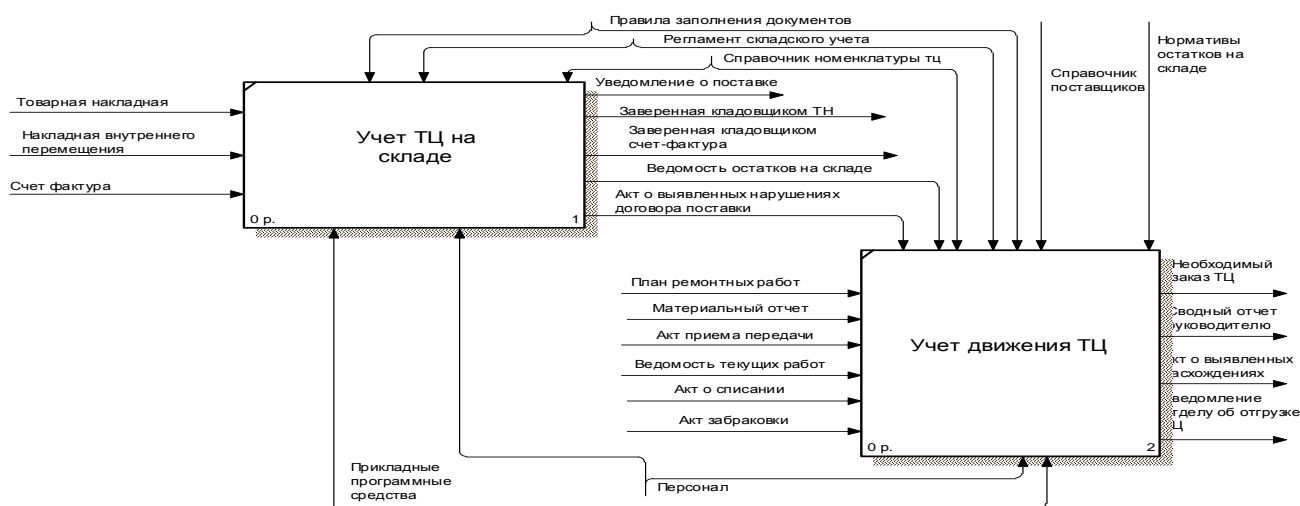 Правила заполнения документов
Регламент складского учета
Справочник номенклатуры тц
Нормативы
остатков на
складе
Справочник
поставщиков
Уведомление о поставке
Товарная накладная
Накладная внутреннего
перемещения
Счет фактура
Учет ТЦ на
складе
0 р.
1
Заверенная кладовщиком ТН
Заверенная кладовщиком
счет-фактура
Ведомость остатков на складе
Акт о выявленных нарушениях
договора поставки
План ремонтных работ
Материальный отчет
Акт приема передачи
Ведомость текущих работ
Акт о списании
Акт забраковки
Учет движения ТЦ
0 р.
2
Необходимый
заказ ТЦ
Сводный отчет
руководителю
кт о выявленных
асхождениях
ведомление
тделу об отгрузке
Ц
Прикладные
программные
средства
Персонал